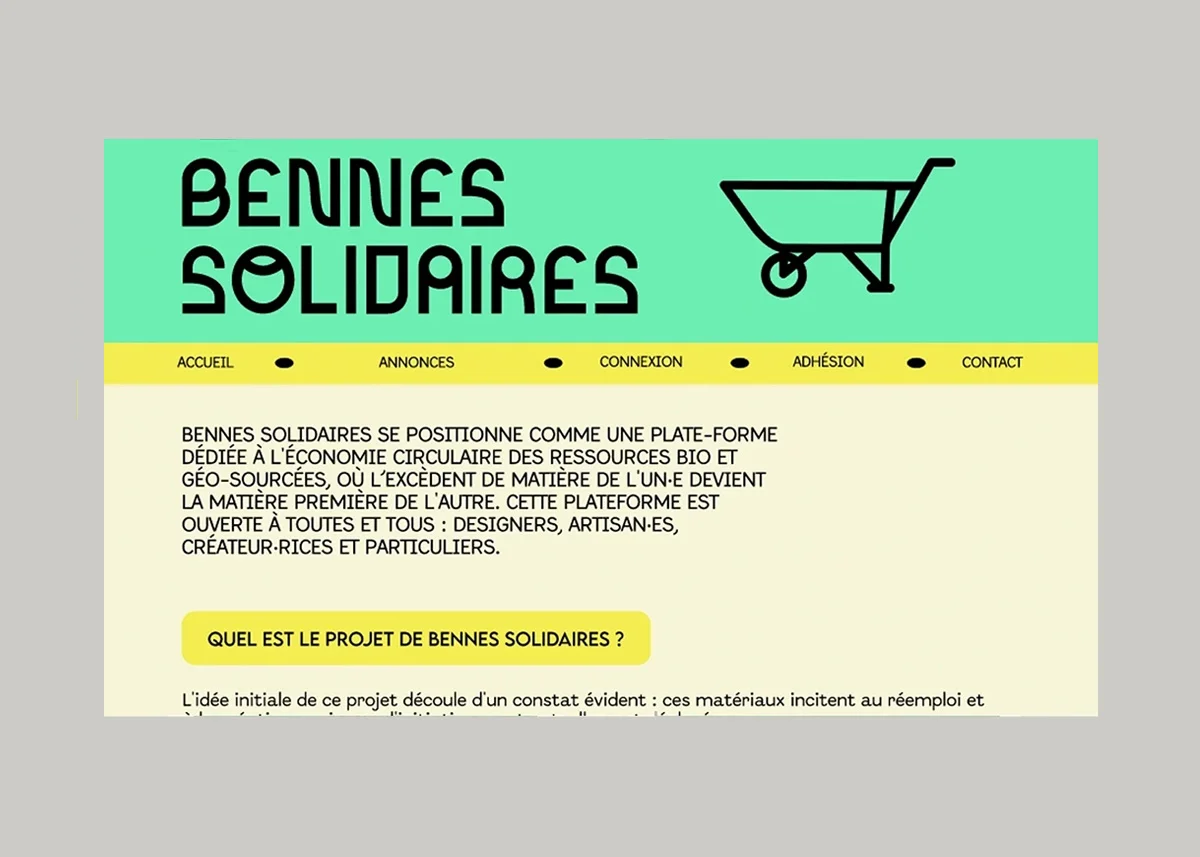 BENNES
SOLIDAIRES
ACCUEIL ANNONCES CONNEXION ADHÉSION CONTACT
BENNES SOLIDAIRES SE POSITIONNE COMME UNE PLATE-FORME
DÉDIÉE À L'ÉCONOMIE CIRCULAIRE DES RESSOURCES BIO ET
GÉO-SOURCÉES, OÙ L’EXCÈDENT DE MATIÈRE DE L'UN·E DEVIENT
LA MATIÈRE PREMIÈRE DE L'AUTRE. CETTE PLATEFORME EST
OUVERTE À TOUTES ET TOUS : DESIGNERS, ARTISAN·ES,
CRÉATEUR·RICES ET PARTICULIERS.
QUEL EST LE PROJET DE BENNES SOLIDAIRES ?
L'idée initiale de ce projet découle d'un constat évident : ces matériaux incitent au réemploi et